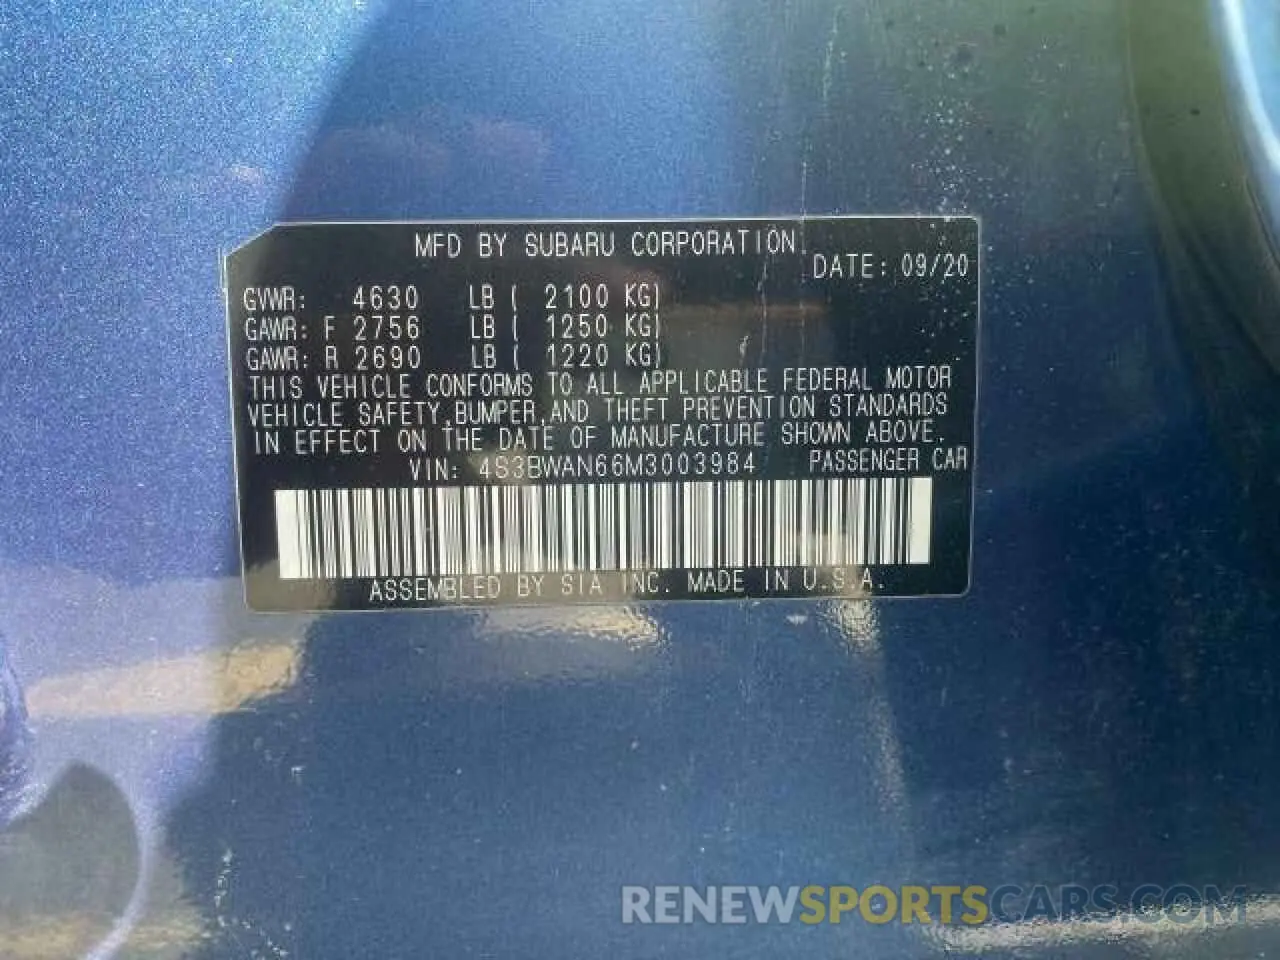 MFD BY SUBARU CORPORATION
DATE: 09/20
GVWR: 4630 LB ( 2100 KG)
GAWR: F 2756 LB ( 1250 KG)
GAWR: R 2690 LB ( 1220 KG)
THIS VEHICLE CONFORMS TO ALL APPLICABLE FEDERAL MOTOR
VEHICLE SAFETY,BUMPER,AND THEFT PREVENTION STANDARDS
IN EFFECT ON THE DATE OF MANUFACTURE SHOWN ABOVE.
VIN: 4S3BWAN66M3003984 PASSENGER CAR
ASSEMBLED BY SIA INC. MADE IN U.S.A.
RENEWSPORTSCARS.COM